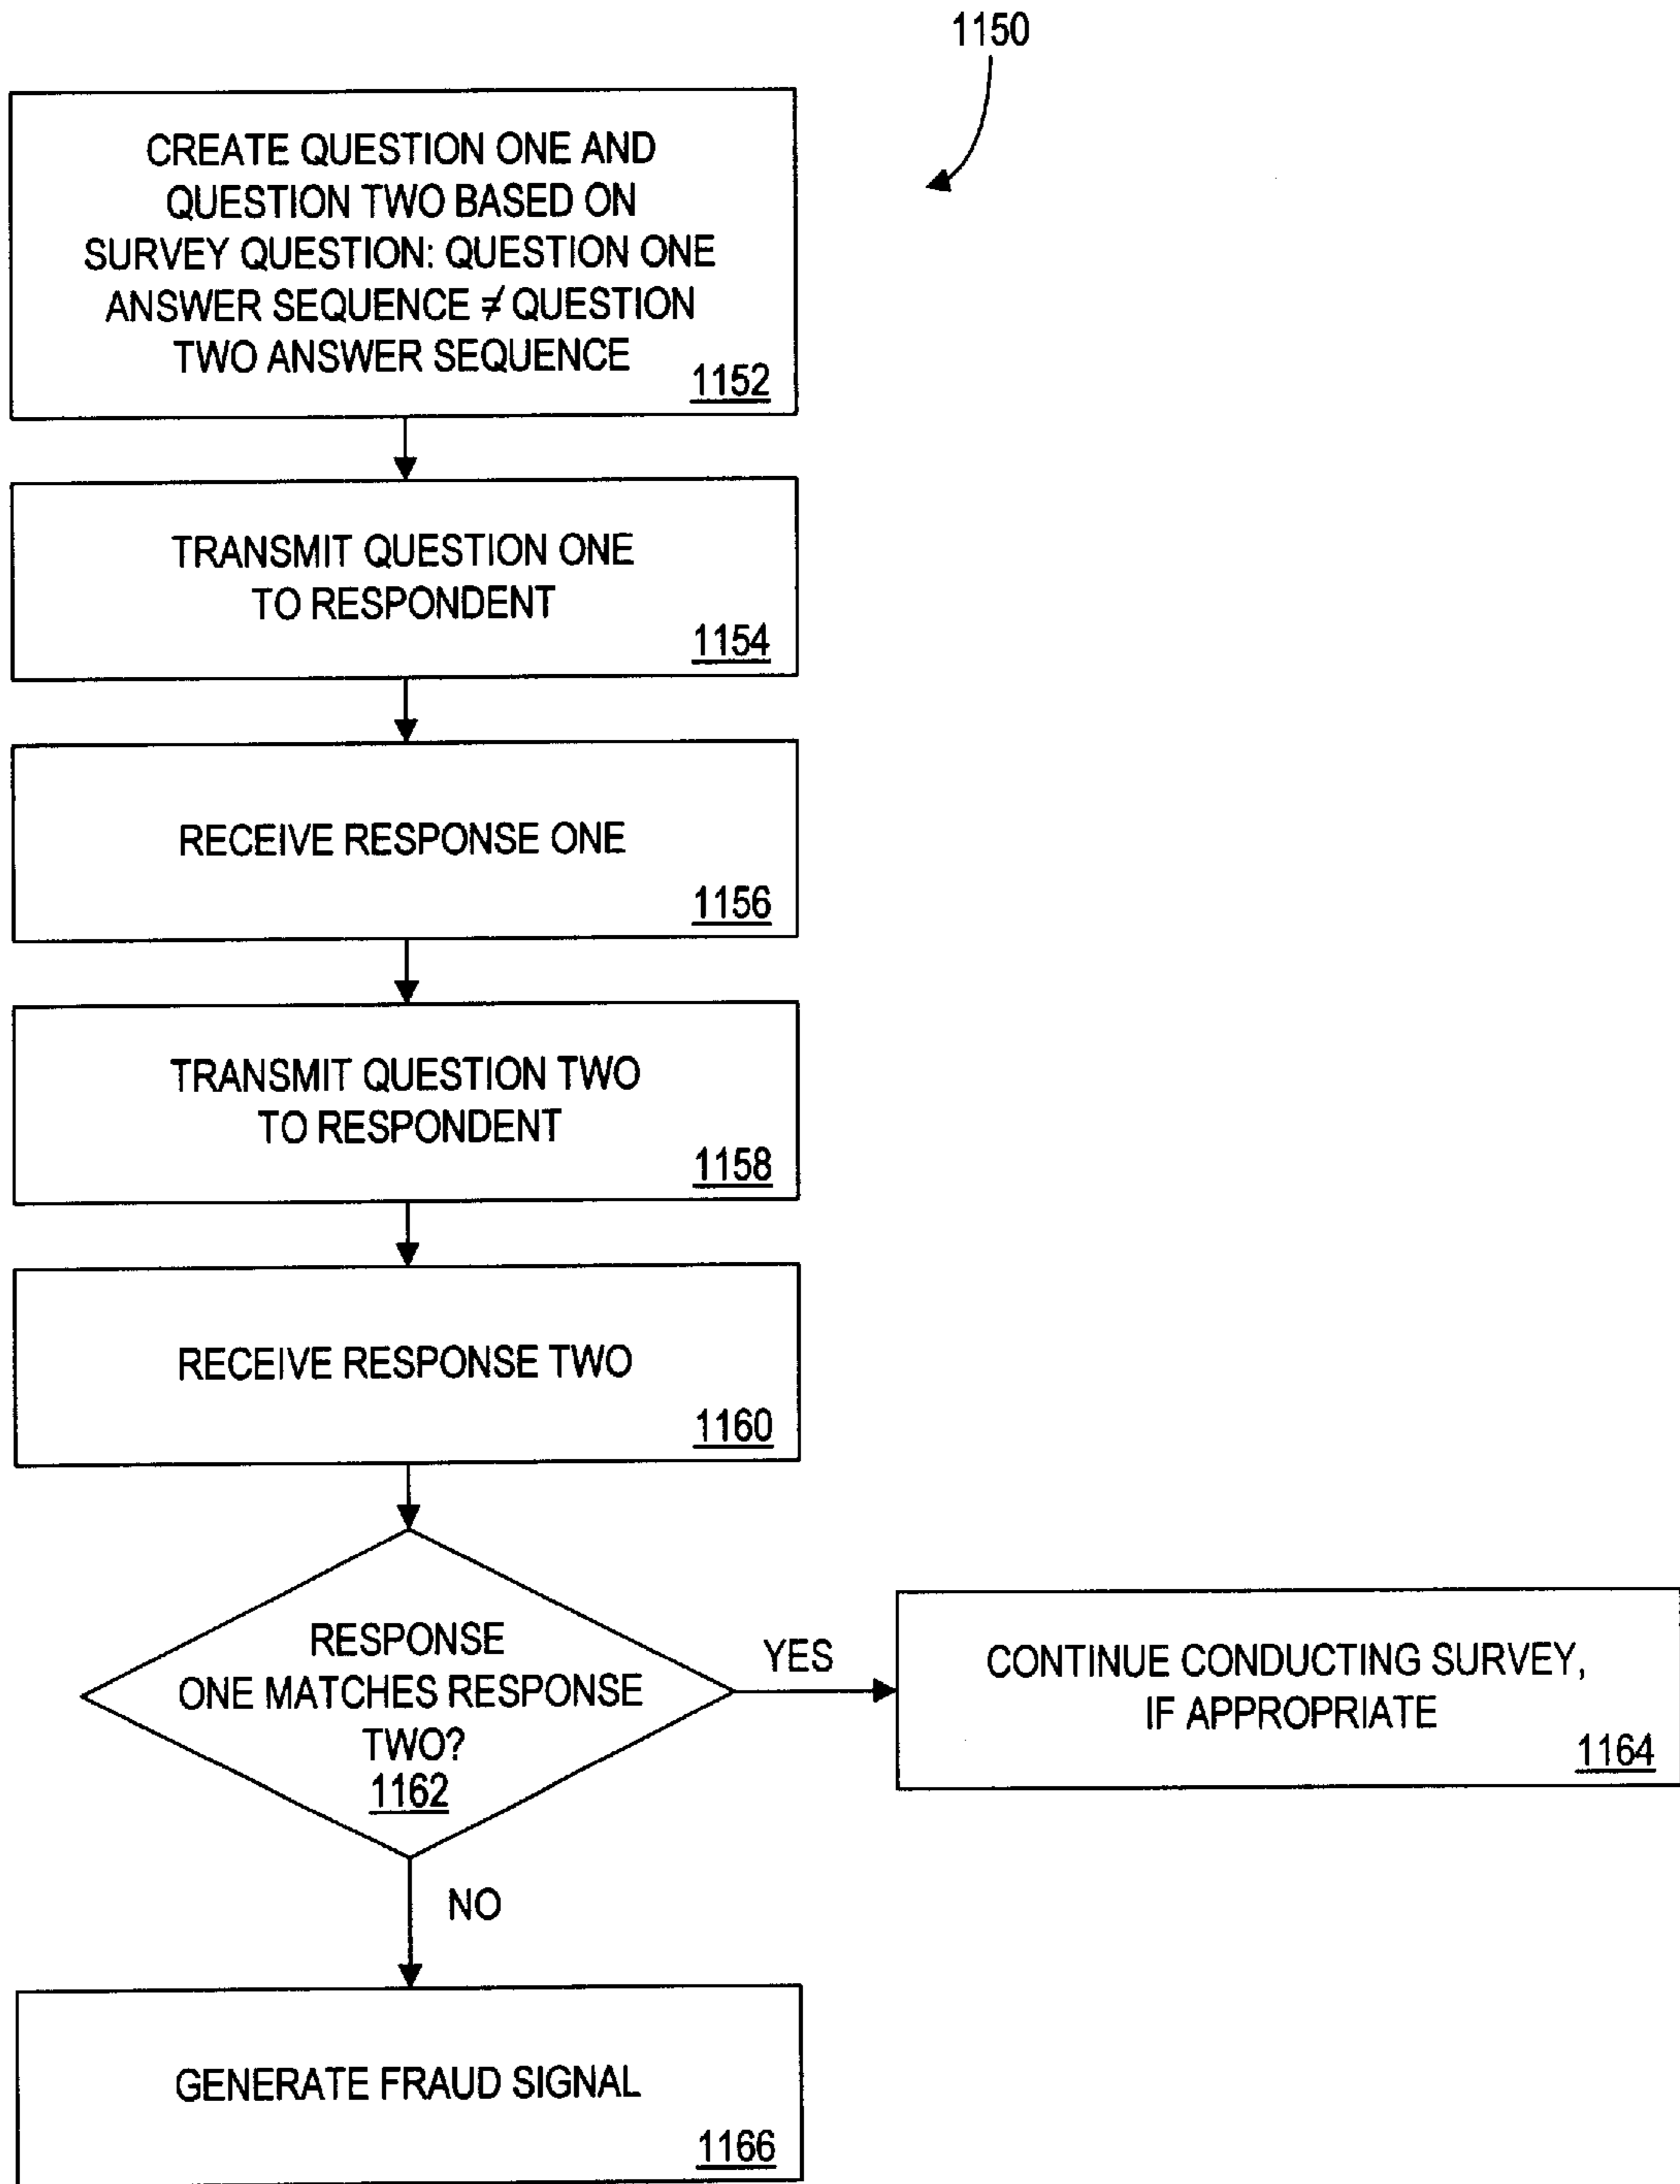 1150
CREATE QUESTION ONE AND
QUESTION TWO BASED ON
SURVEY QUESTION: QUESTION ONE
ANSWER SEQUENCE ≠ QUESTION
TWO ANSWER SEQUENCE
1152
TRANSMIT QUESTION ONE
TO RESPONDENT
1154
RECEIVE RESPONSE ONE
1156
TRANSMIT QUESTION TWO
TO RESPONDENT
1158
RECEIVE RESPONSE TWO
1160
RESPONSE
ONE MATCHES RESPONSE
TWO?
1162
YES
CONTINUE CONDUCTING SURVEY,
IF APPROPRIATE
1164
NO
GENERATE FRAUD SIGNAL
1166